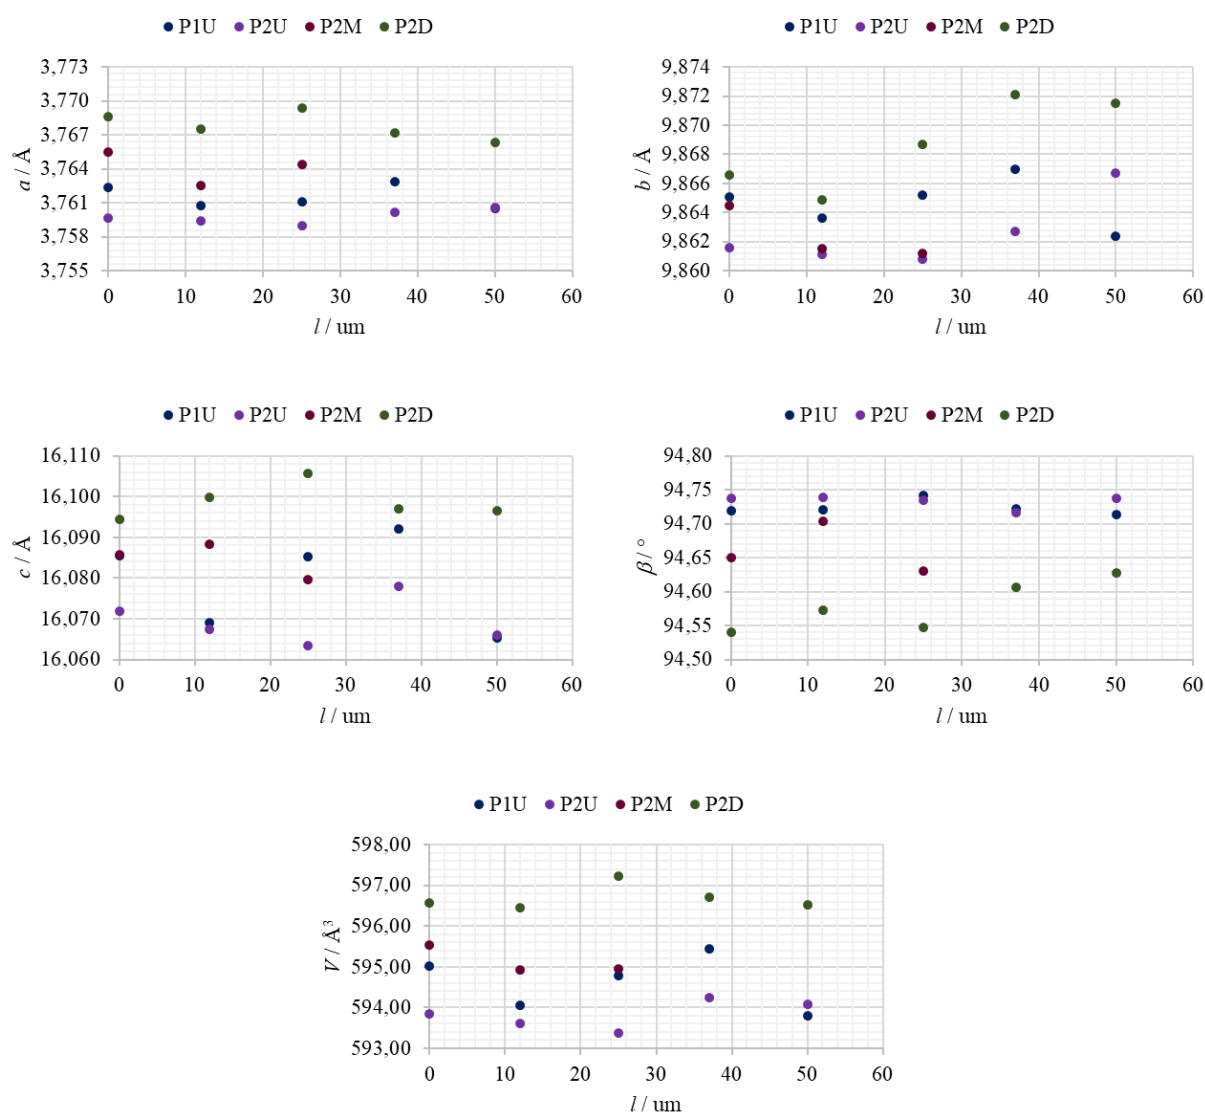 P1U P2U P2M P2D
a / Å
3,773
3,770
3,767
3,764
3,761
3,758
3,755
0 10 20 30 40 50 60
l / um
P1U P2U P2M P2D
b / Å
9,874
9,872
9,870
9,868
9,866
9,864
9,862
9,860
0 10 20 30 40 50 60
l / um
P1U P2U P2M P2D
c / Å
16,110
16,100
16,090
16,080
16,070
16,060
0 10 20 30 40 50 60
l / um
P1U P2U P2M P2D
β / °
94,80
94,75
94,70
94,65
94,60
94,55
94,50
0 10 20 30 40 50 60
l / um
P1U P2U P2M P2D
V / Å³
598,00
597,00
596,00
595,00
594,00
593,00
0 10 20 30 40 50 60
l / um